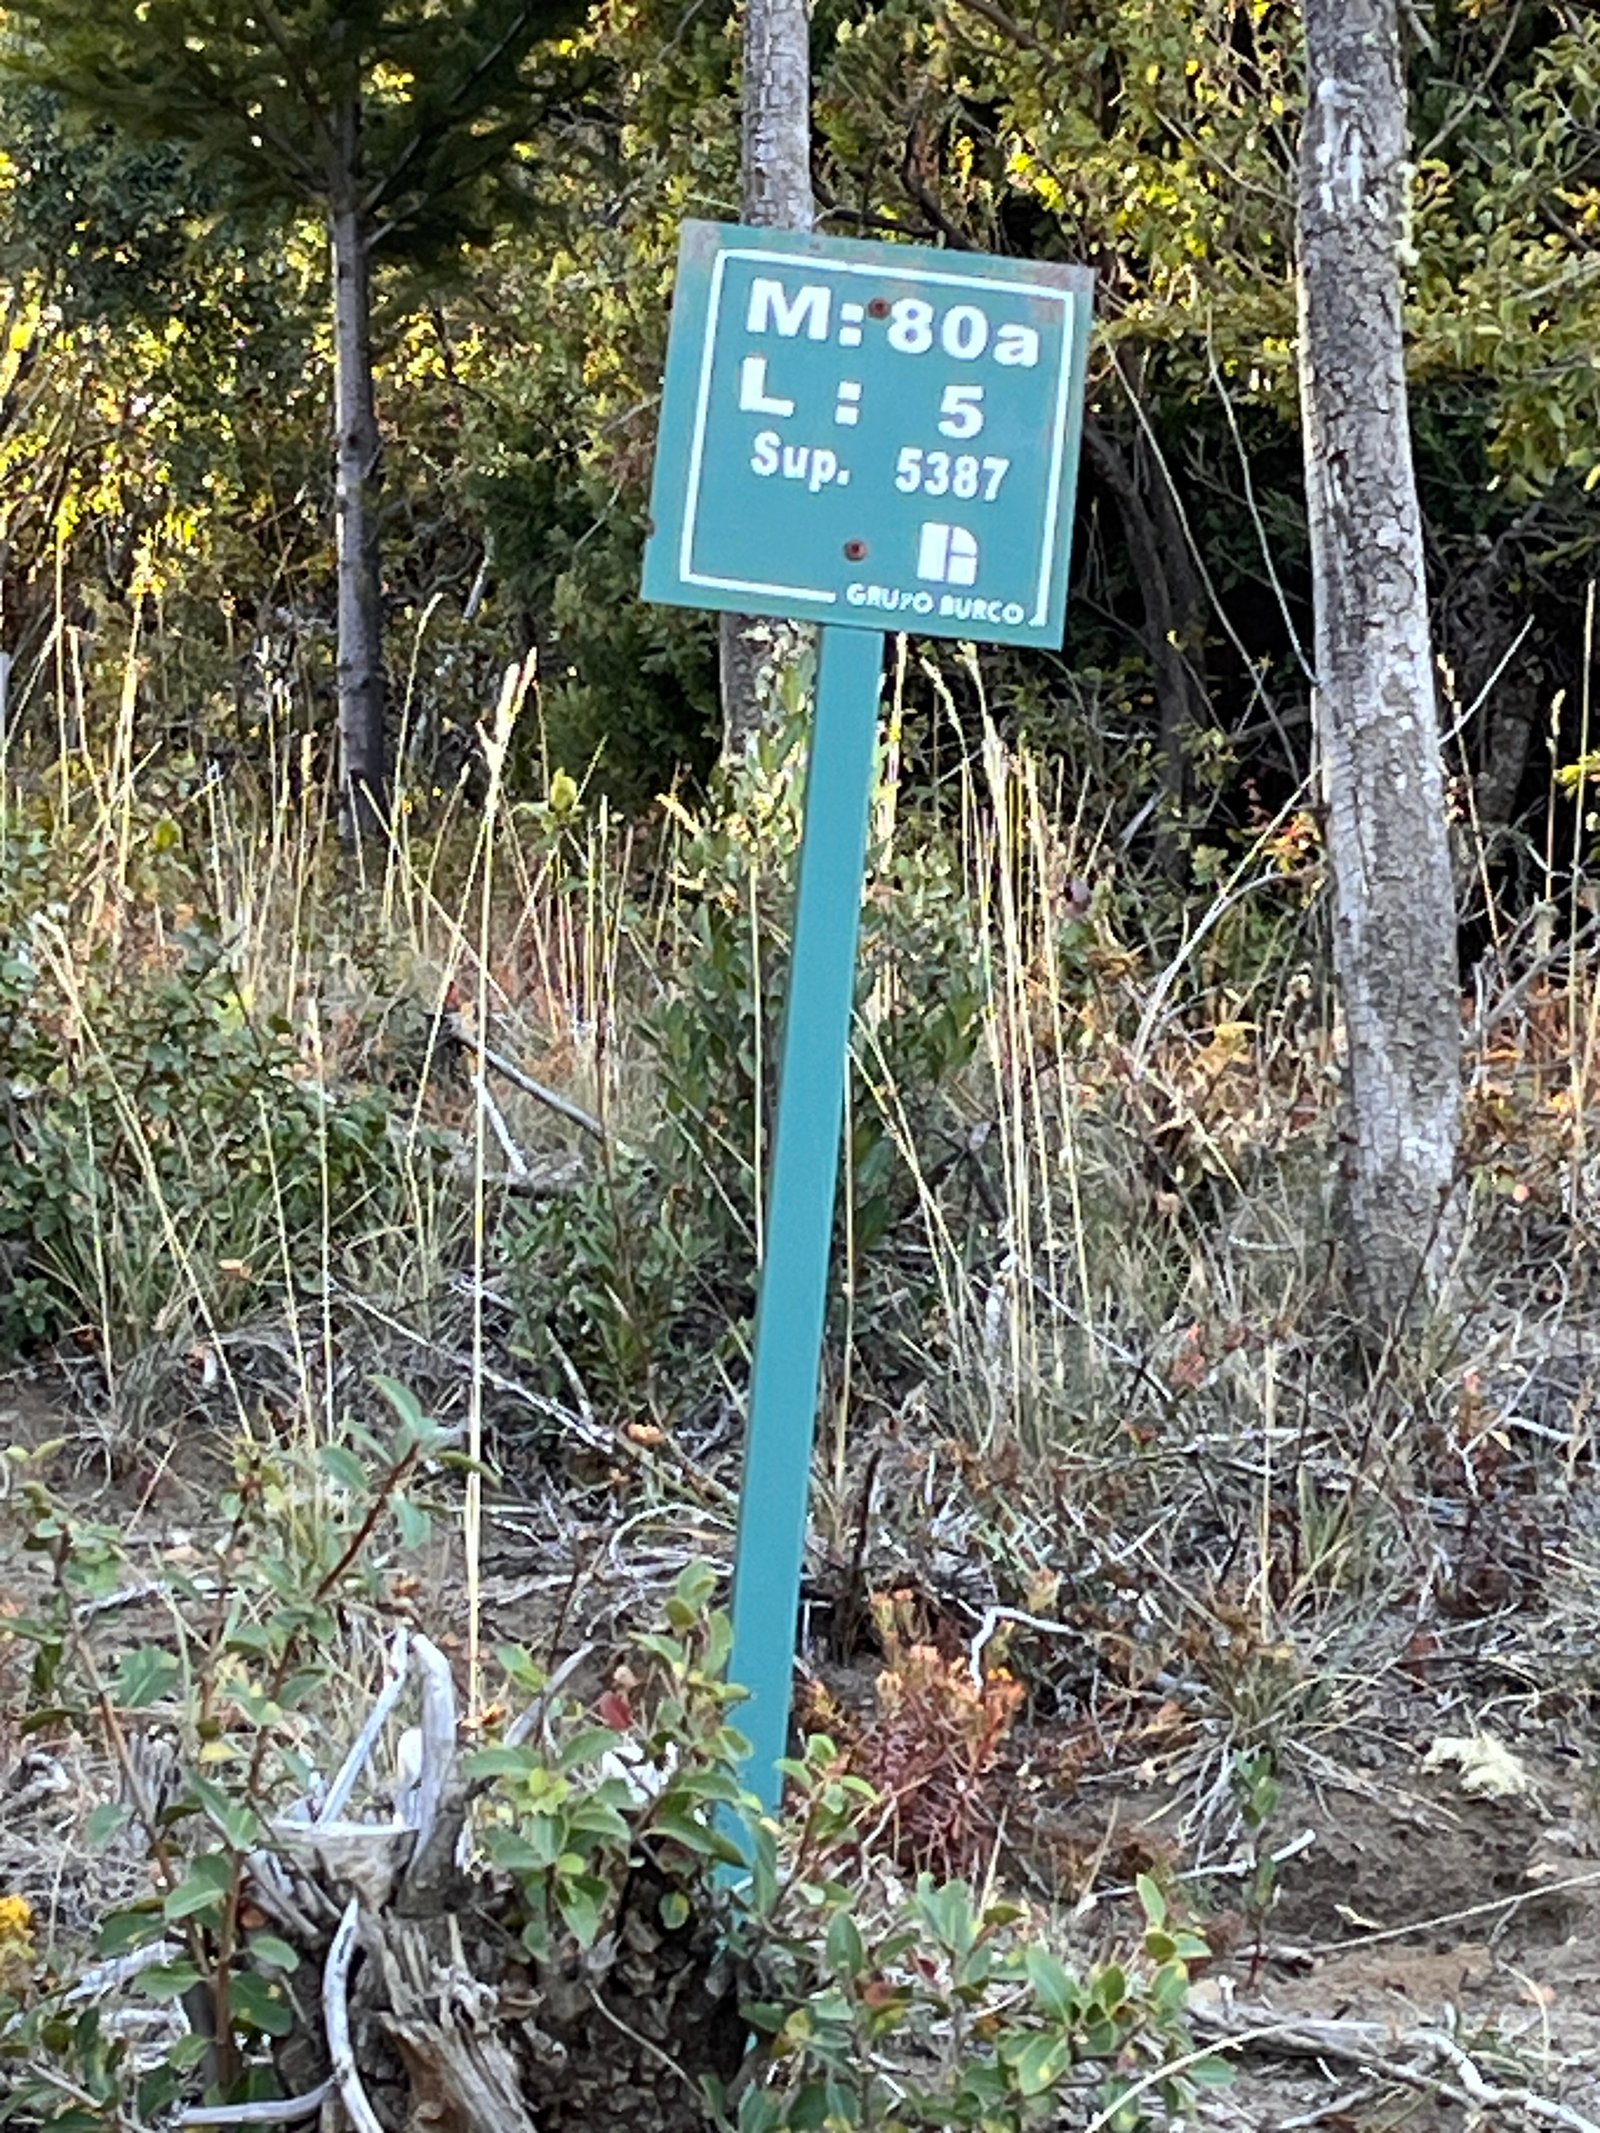 M: 80a
L : 5
Sup. 5387
GRUPO BURCO